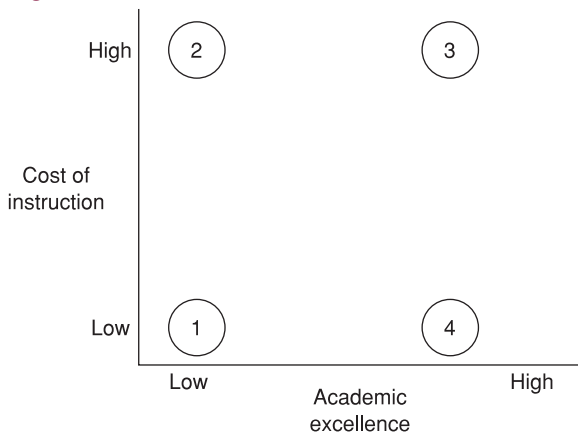 High
2
3
Cost of
instruction
Low
1
4
Low
High
Academic
excellence